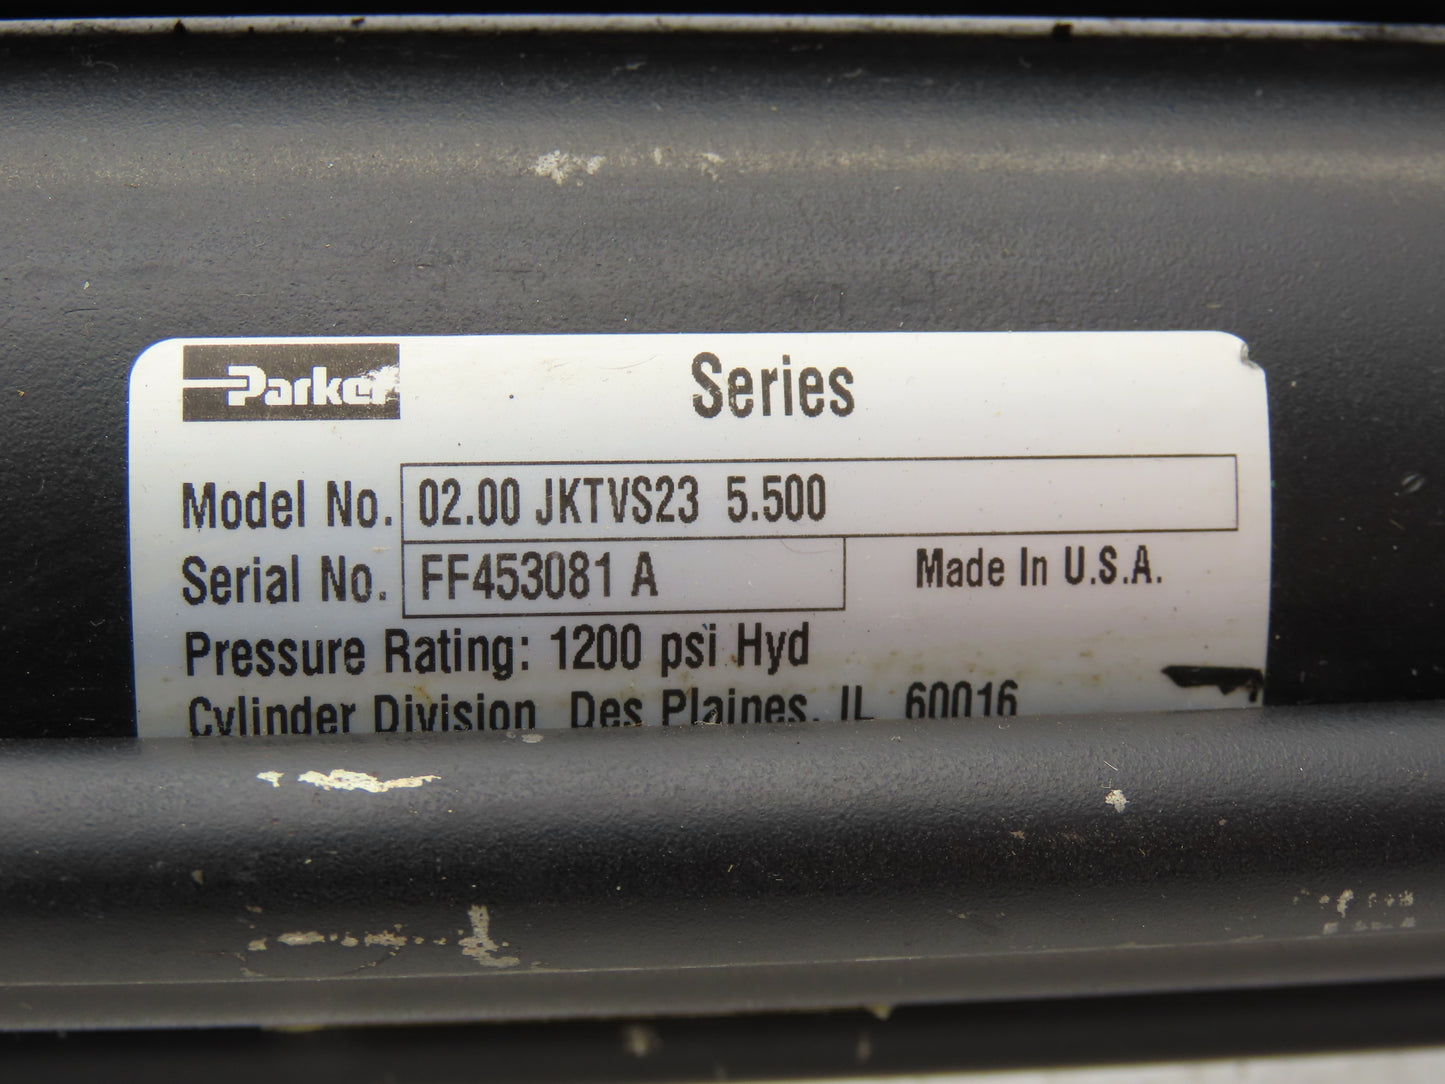 Parker Series
Model No. 02.00 JKTVS23 5.500
Serial No. FF453081 A Made In U.S.A.
Pressure Rating: 1200 psi Hyd
Cylinder Division Des Plaines, IL 60016